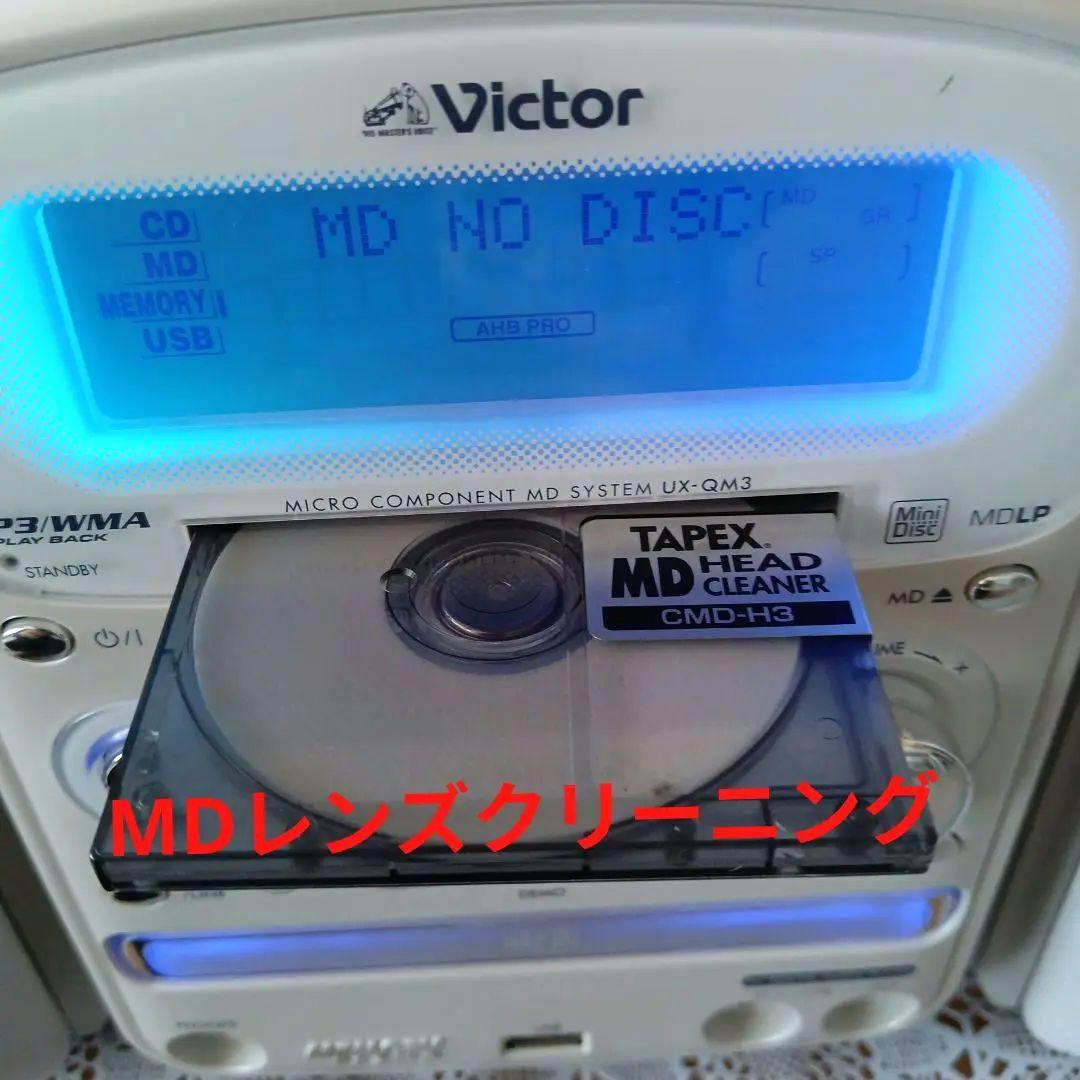 "HIS MASTER'S VOICE"
Victor
CD
MD NO DISC
MD
GR
MD
SP
MEMORY
USB
AHB PRO
MICRO COMPONENT MD SYSTEM UX-QM3
P3/WMA
PLAY BACK
STANDBY
TAPEX
MD HEAD CLEANER
CMD-H3
Mini Disc
MDLP
MD
UME
MDレンズクリーニング
DEMO